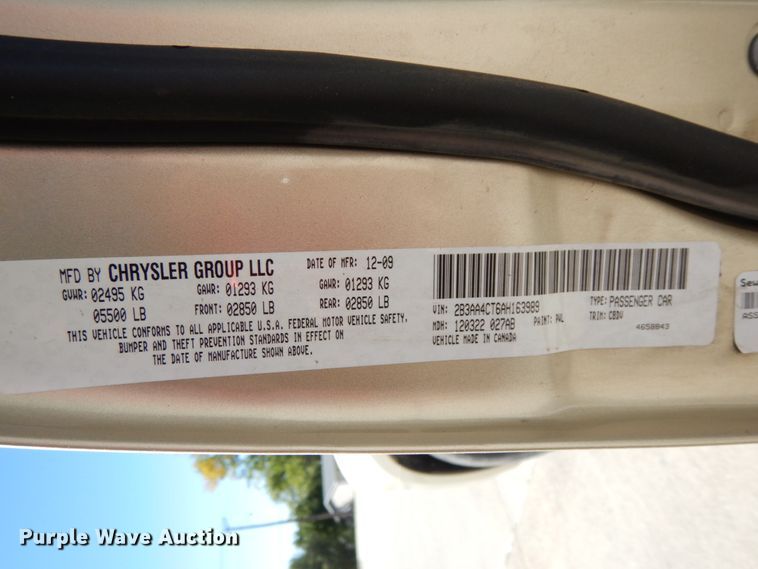 MFD BY CHRYSLER GROUP LLC DATE OF MFR: 12-09
GVWR: 02495 KG GAWR: 01293 KG GAWR: 01293 KG
05500 LB FRONT: 02850 LB REAR: 02850 LB
THIS VEHICLE CONFORMS TO ALL APPLICABLE U.S.A. FEDERAL MOTOR VEHICLE SAFETY,
BUMPER AND THEFT PREVENTION STANDARDS IN EFFECT ON
THE DATE OF MANUFACTURE SHOWN ABOVE.
VIN: 2B3AA4CT6AH163989 TYPE: PASSENGER CAR
MDH: 120322 027AB PAINT: PWL TRIM: CBDV
VEHICLE MADE IN CANADA 4658843
Sew
ASS
Purple Wave Auction